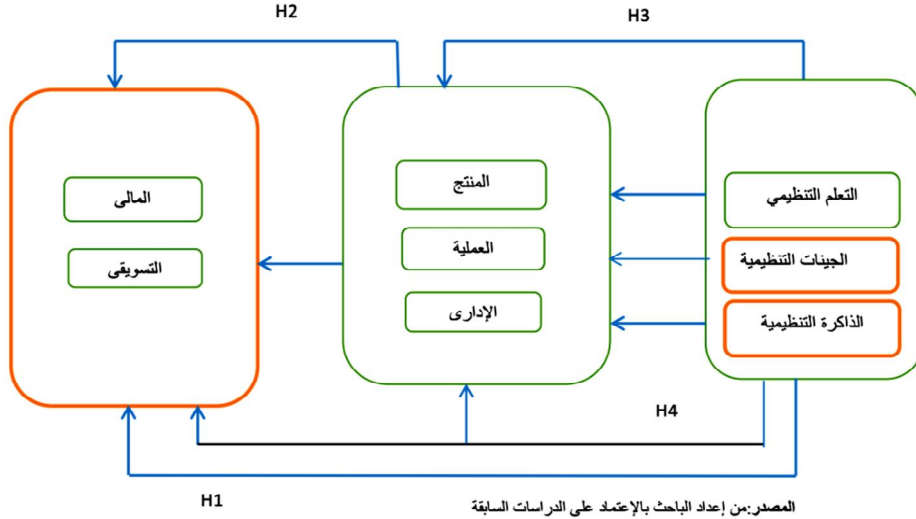 H3
H2
التعلم التنظيمي
الجينات التنظيمية
الذاكرة التنظيمية
المنتج
العملية
الإدارى
المالى
التسويقى
H4
H1
المصدر:من إعداد الباحث بالإعتماد على الدراسات السابقة